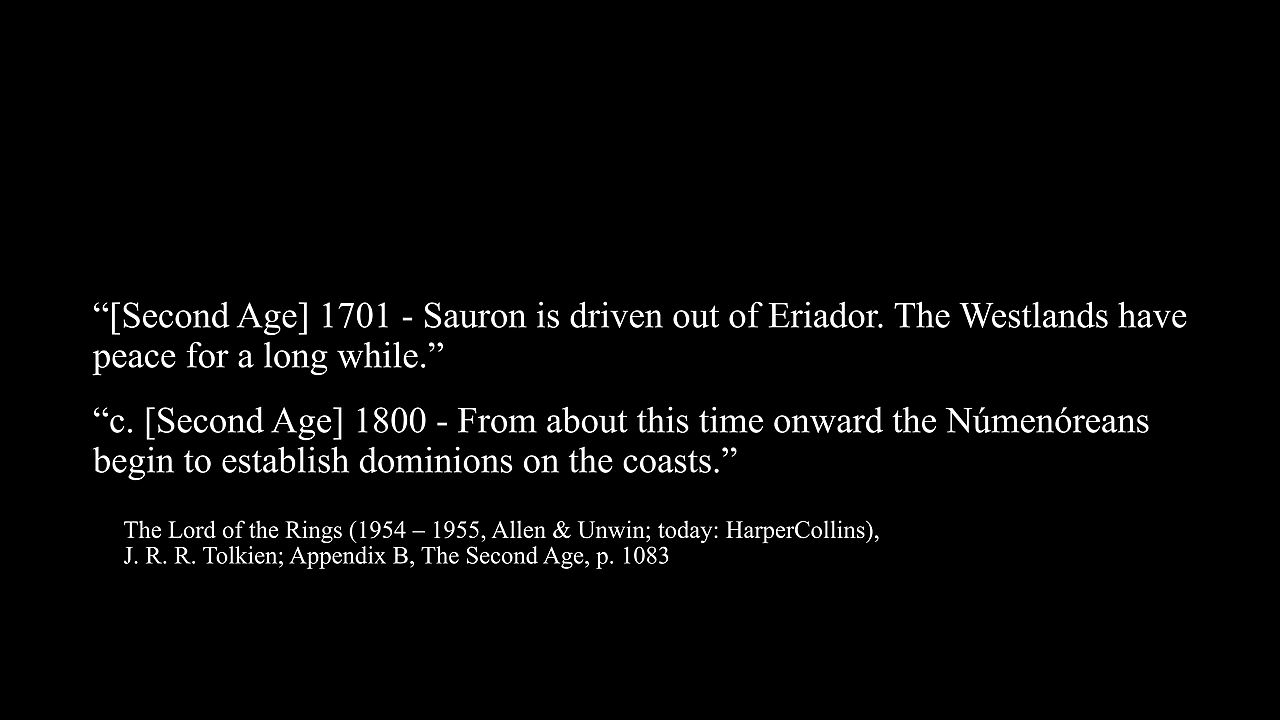 “[Second Age] 1701 - Sauron is driven out of Eriador. The Westlands have
peace for a long while.”
“c. [Second Age] 1800 - From about this time onward the Númenóreans
begin to establish dominions on the coasts.”
The Lord of the Rings (1954 – 1955, Allen & Unwin; today: HarperCollins),
J. R. R. Tolkien; Appendix B, The Second Age, p. 1083